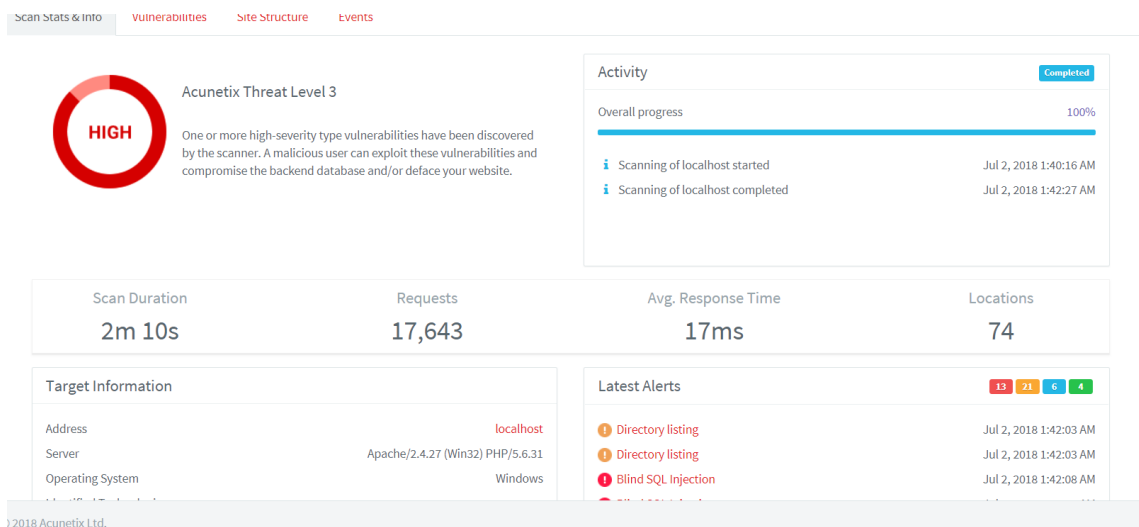 Scan Stats & Info Vulnerabilities Site Structure Events
HIGH
Acunetix Threat Level 3
One or more high-severity type vulnerabilities have been discovered
by the scanner. A malicious user can exploit these vulnerabilities and
compromise the backend database and/or deface your website.
Activity Completed
Overall progress 100%
Scanning of localhost started Jul 2, 2018 1:40:16 AM
Scanning of localhost completed Jul 2, 2018 1:42:27 AM
Scan Duration Requests Avg. Response Time Locations
2m 10s 17,643 17ms 74
Target Information
Address localhost
Server Apache/2.4.27 (Win32) PHP/5.6.31
Operating System Windows
Latest Alerts 13 21 6 4
Directory listing Jul 2, 2018 1:42:03 AM
Directory listing Jul 2, 2018 1:42:03 AM
Blind SQL Injection Jul 2, 2018 1:42:08 AM
2018 Acunetix Ltd.